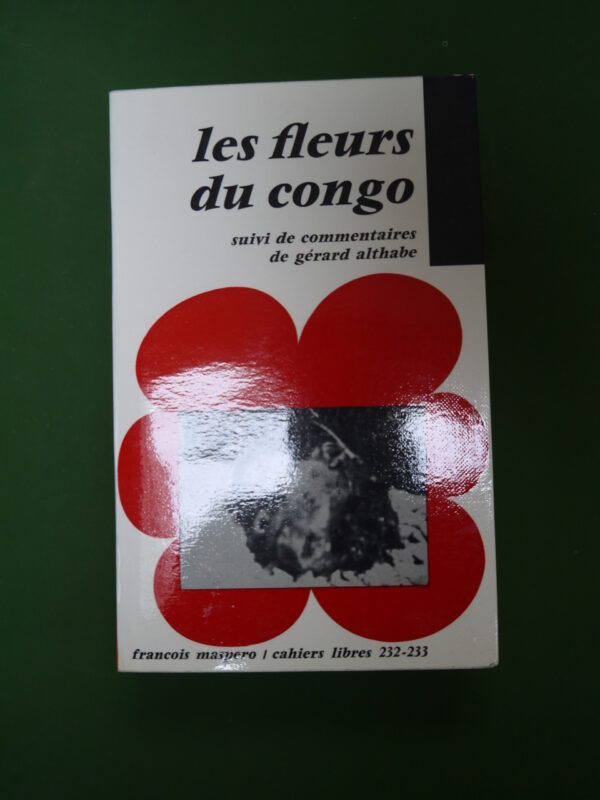 les fleurs
du congo
suivi de commentaires
de gérard althabe
francois maspero / cahiers libres 232-233